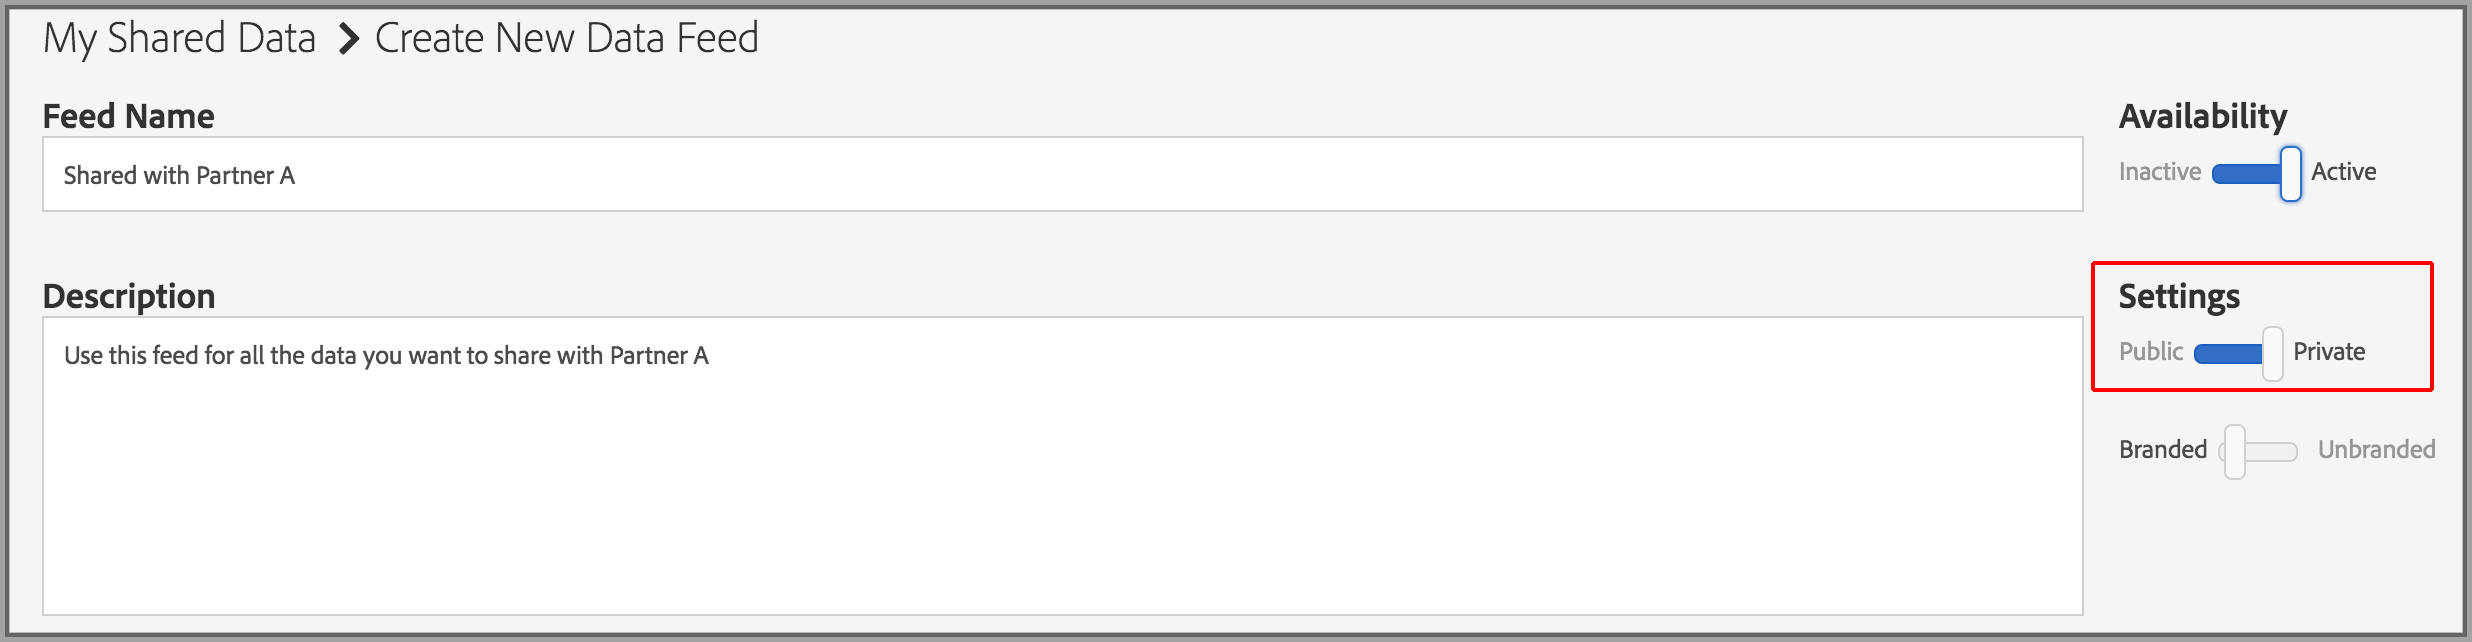 My Shared Data > Create New Data Feed
Feed Name
Shared with Partner A
Availability
Inactive Active
Description
Use this feed for all the data you want to share with Partner A
Settings
Public Private
Branded Unbranded